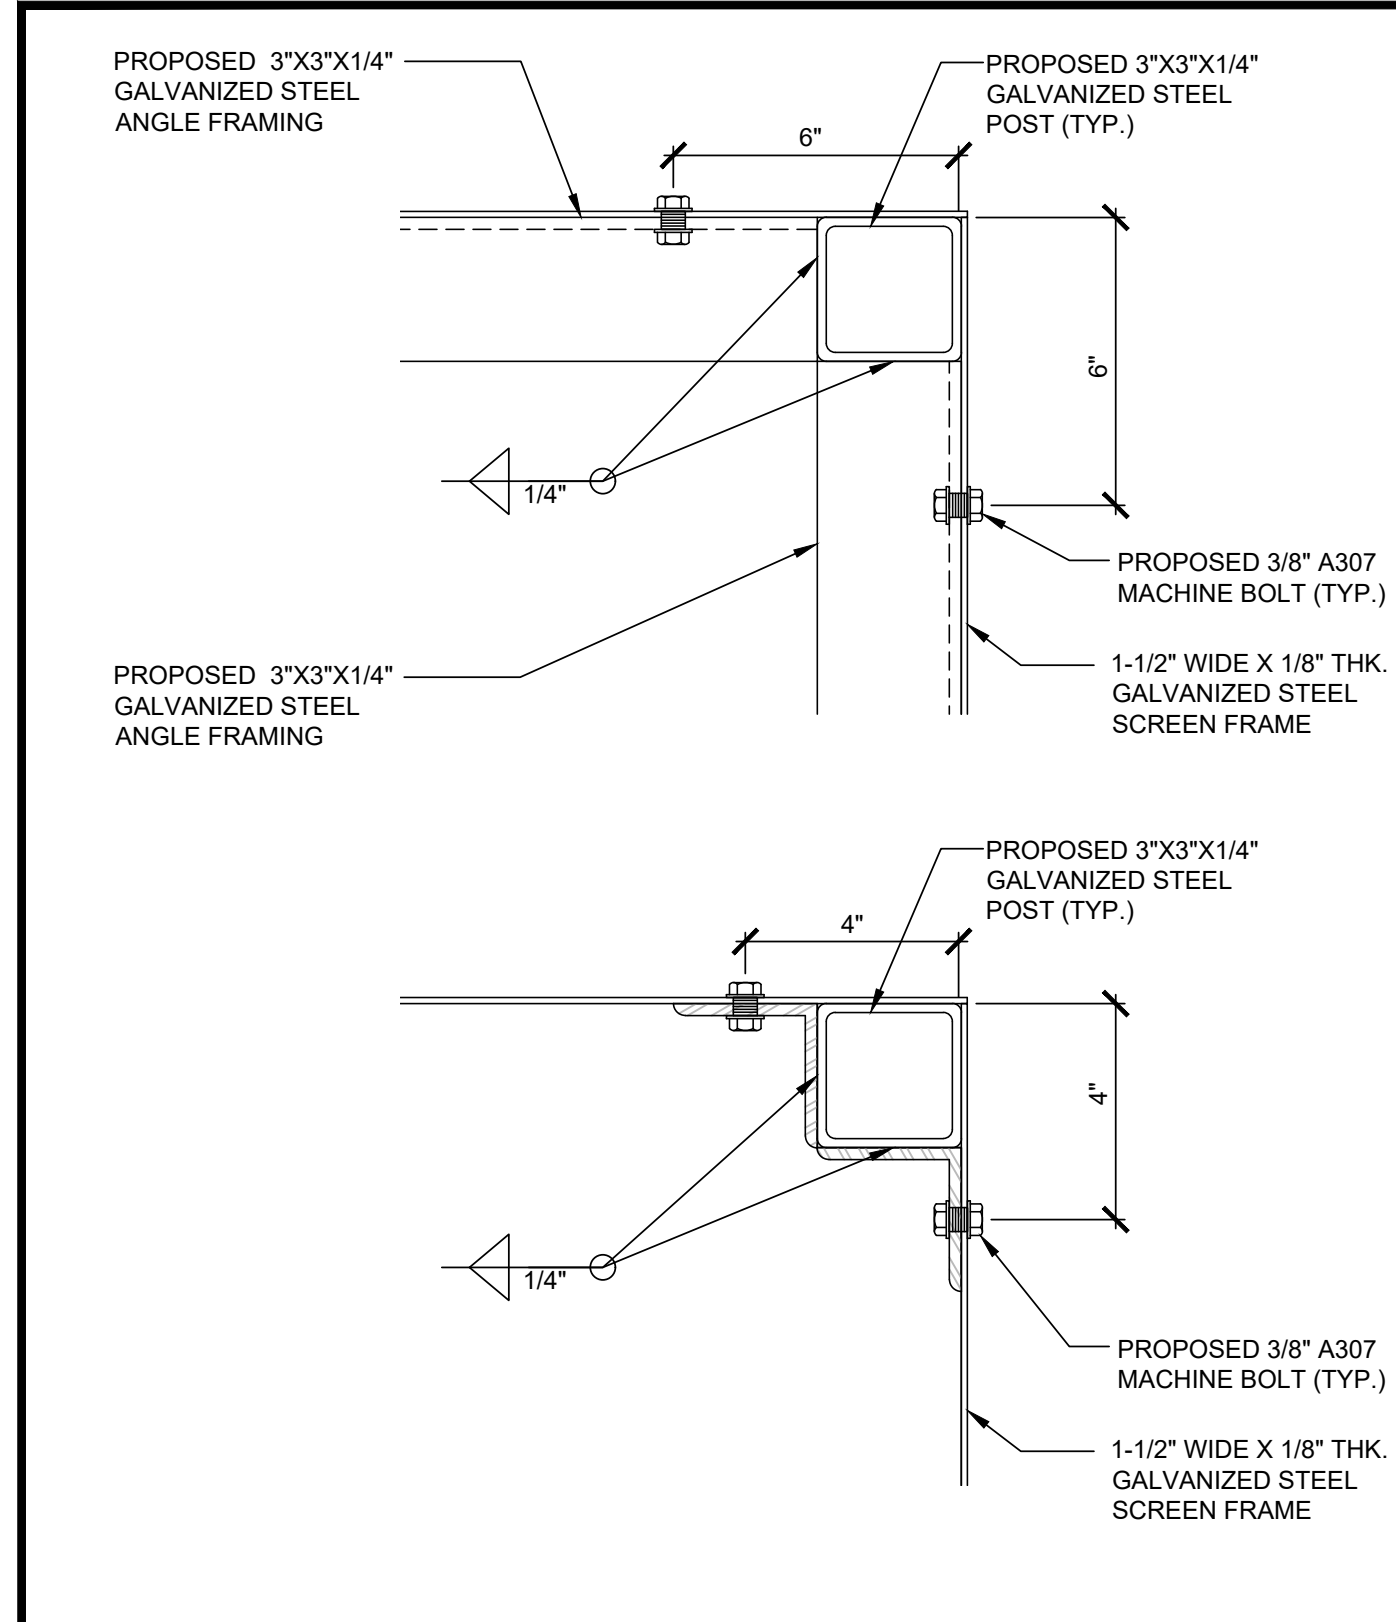 PROPOSED 3"X3"X1/4"
GALVANIZED STEEL
ANGLE FRAMING
PROPOSED 3"X3"X1/4"
GALVANIZED STEEL
POST (TYP.)
6"
6"
1/4"
PROPOSED 3/8" A307
MACHINE BOLT (TYP.)
PROPOSED 3"X3"X1/4"
GALVANIZED STEEL
ANGLE FRAMING
1-1/2" WIDE X 1/8" THK.
GALVANIZED STEEL
SCREEN FRAME
PROPOSED 3"X3"X1/4"
GALVANIZED STEEL
POST (TYP.)
4"
4"
1/4"
PROPOSED 3/8" A307
MACHINE BOLT (TYP.)
1-1/2" WIDE X 1/8" THK.
GALVANIZED STEEL
SCREEN FRAME